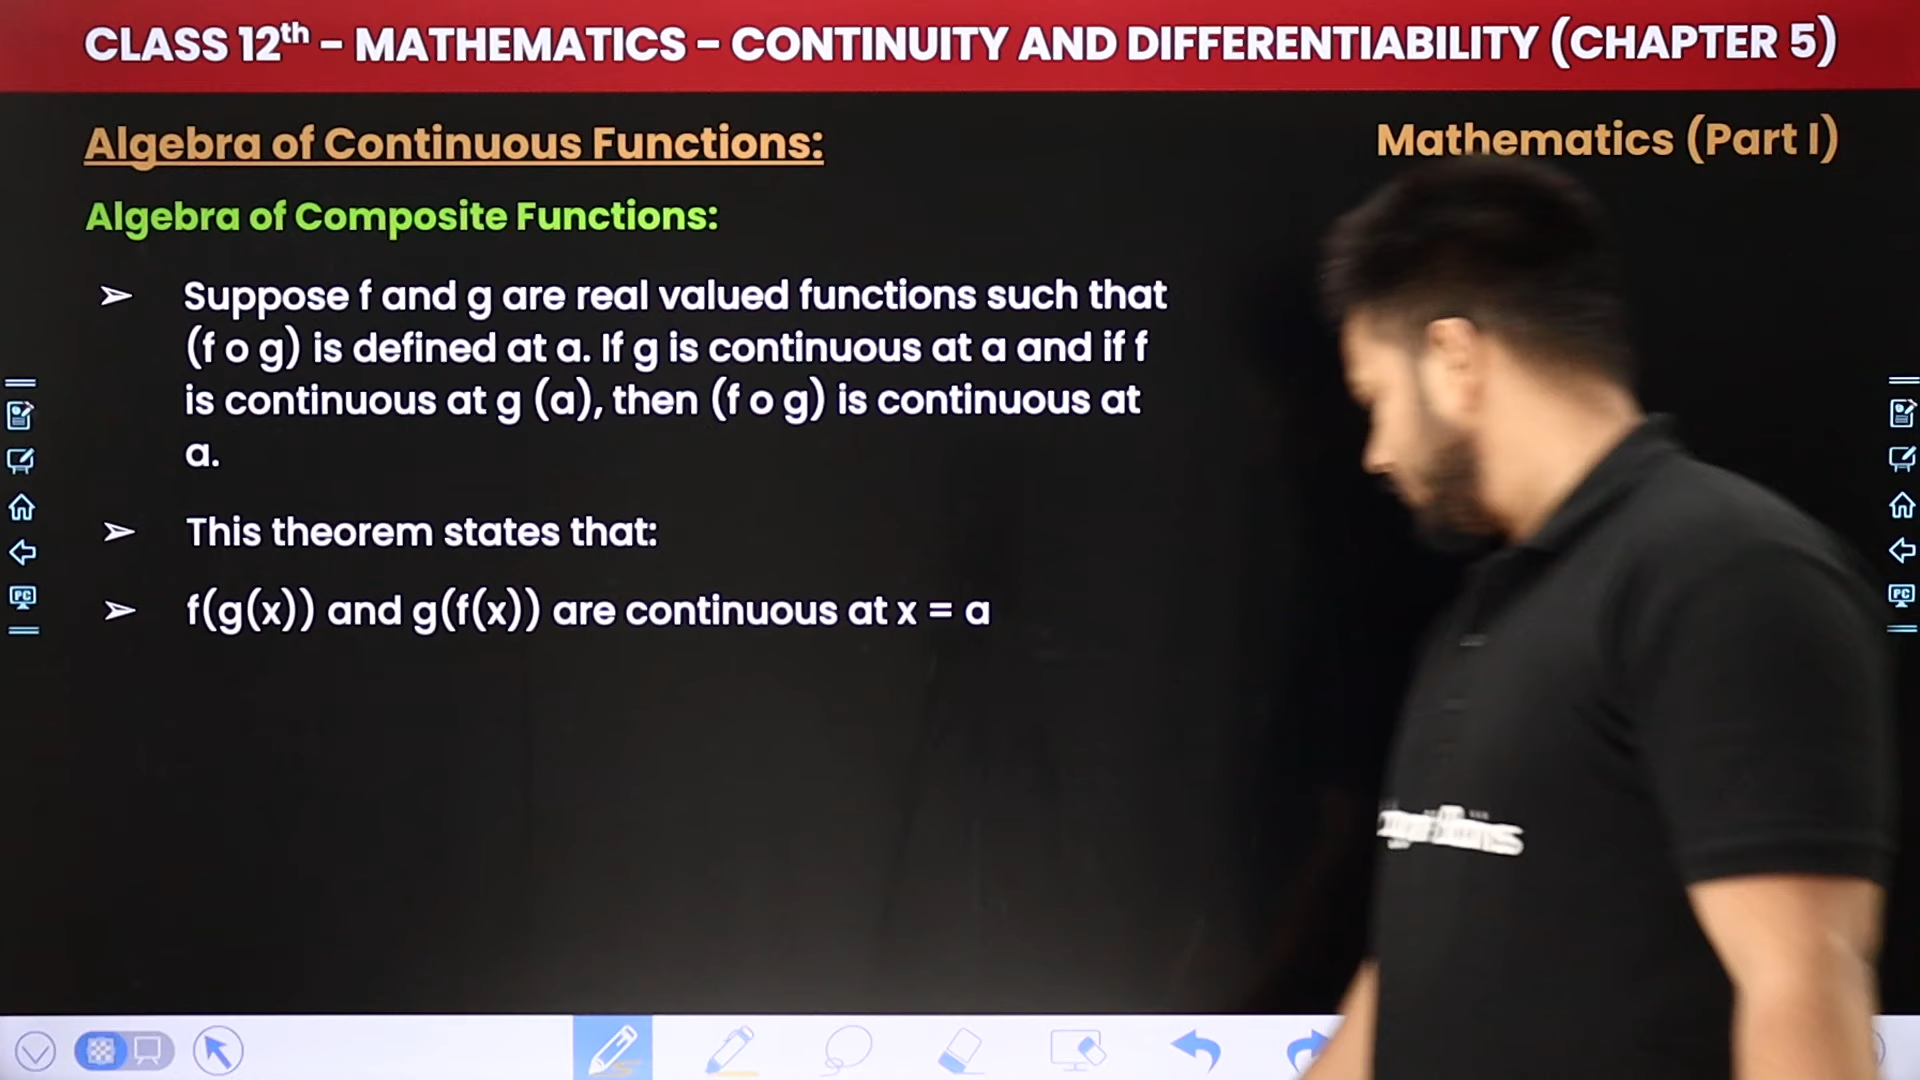 CLASS 12th – MATHEMATICS – CONTINUITY AND DIFFERENTIABILITY (CHAPTER 5)
Algebra of Continuous Functions:
Mathematics (Part I)
Algebra of Composite Functions:
➢ Suppose f and g are real valued functions such that
(f o g) is defined at a. If g is continuous at a and if f
is continuous at g (a), then (f o g) is continuous at
a.
➢ This theorem states that:
➢ f(g(x)) and g(f(x)) are continuous at x = a
PC
PC